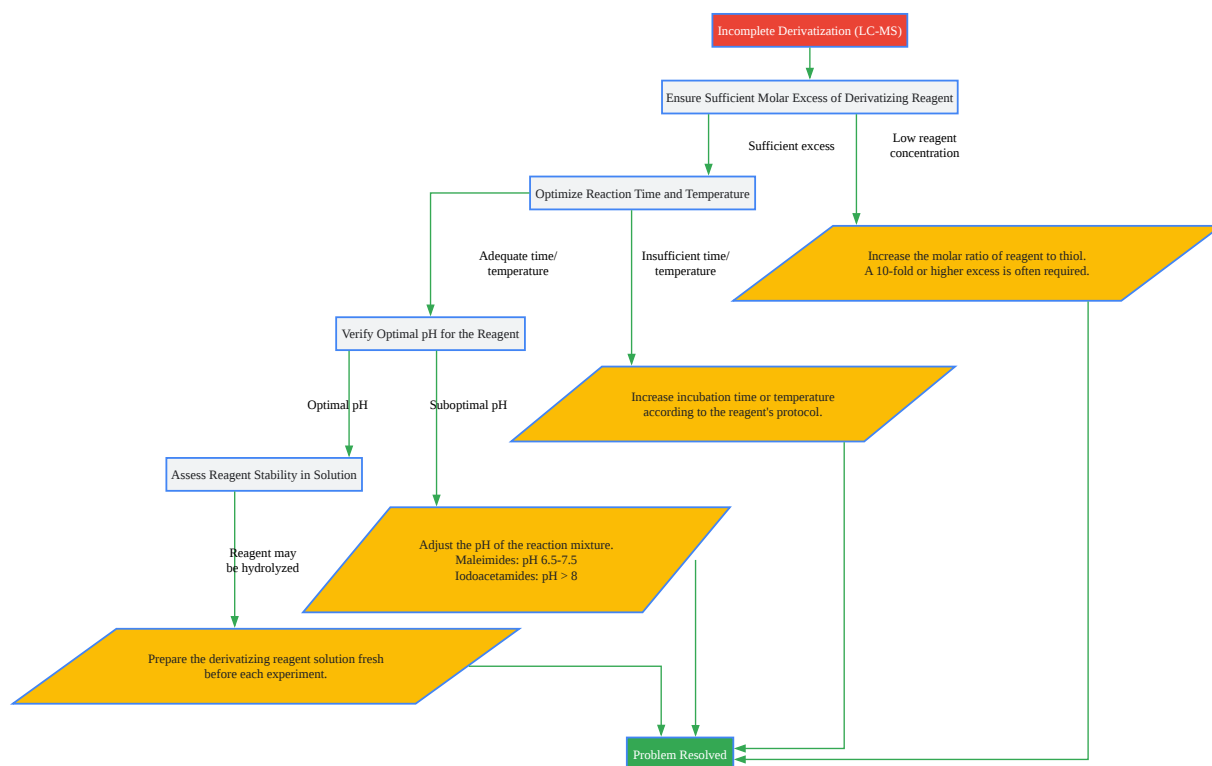 Incomplete Derivatization (LC-MS)
Ensure Sufficient Molar Excess of Derivatizing Reagent
Sufficient excess
Low reagent
concentration
Optimize Reaction Time and Temperature
Adequate time/
temperature
Insufficient time/
temperature
Increase the molar ratio of reagent to thiol.
A 10-fold or higher excess is often required.
Verify Optimal pH for the Reagent
Optimal pH
Suboptimal pH
Increase incubation time or temperature
according to the reagent's protocol.
Assess Reagent Stability in Solution
Reagent may
be hydrolyzed
Adjust the pH of the reaction mixture.
Maleimides: pH 6.5-7.5
Iodoacetamides: pH > 8
Prepare the derivatizing reagent solution fresh
before each experiment.
Problem Resolved